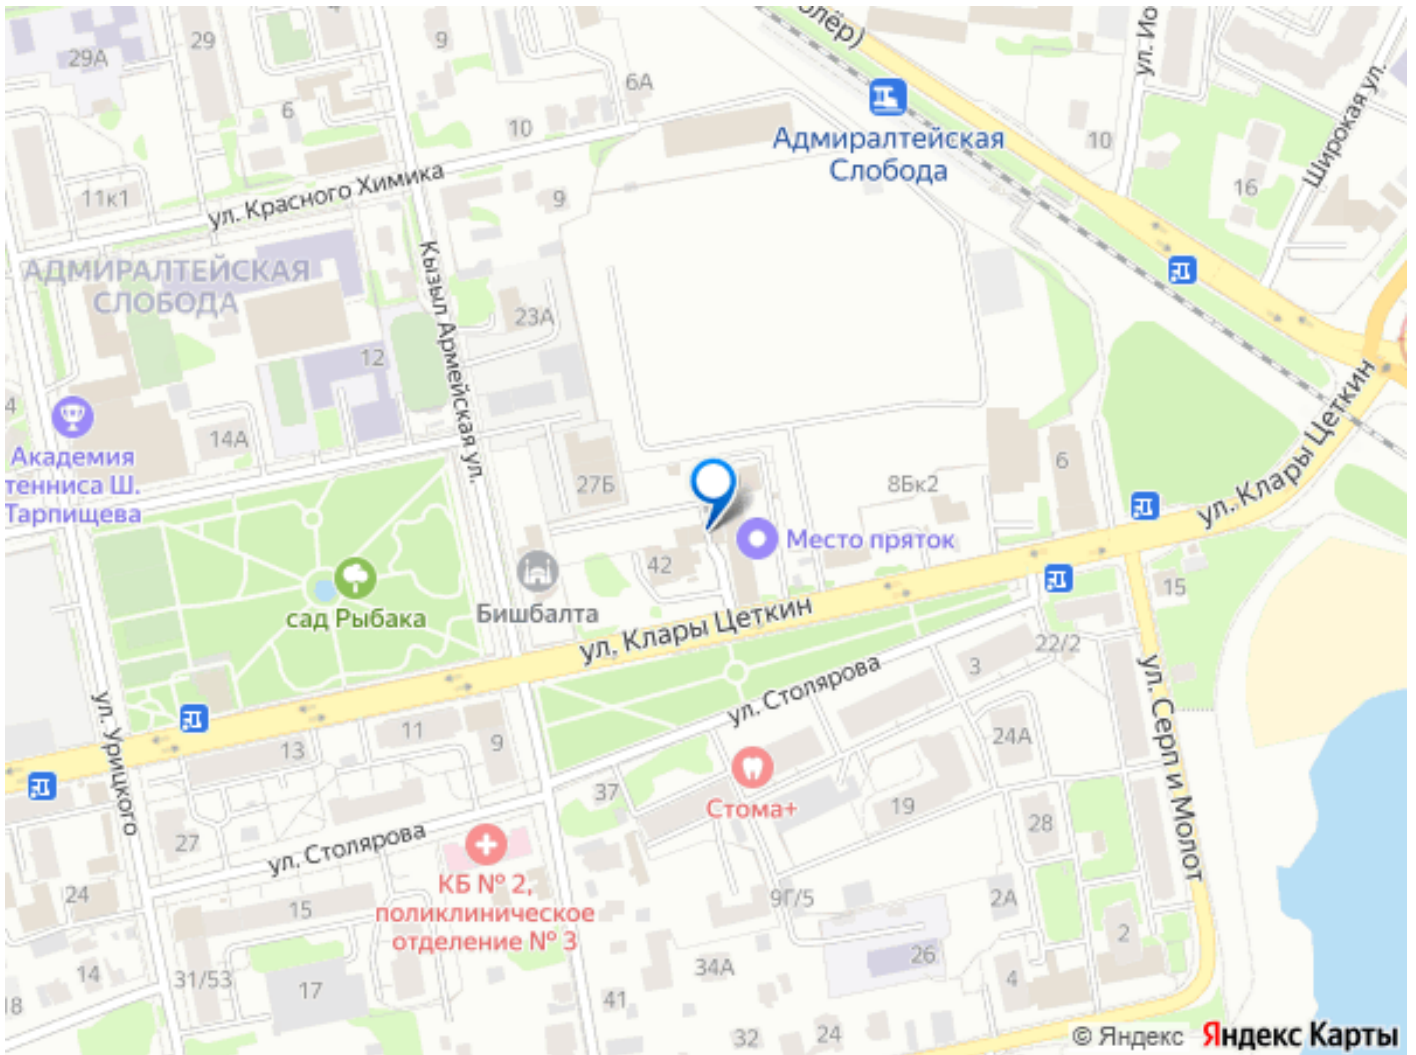 олёр)
ул. Ио
29А
29
9
6А
6
10
Адмиралтейская
Слобода
10
Широкая ул.
16
11к1
ул. Красного Химика
9
АДМИРАЛТЕЙСКАЯ
СЛОБОДА
Кызыл Армейская ул.
23А
12
4
14А
Академия
тенниса Ш.
Тарпищева
27Б
8Бк2
6
ул. Клары Цеткин
Место пряток
42
Бишбалта
сад Рыбака
15
ул. Клары Цеткин
22/2
3
ул. Столярова
ул. Урицкого
ул. Серп и Молот
11
13
9
24А
37
Стома+
19
28
27
ул. Столярова
КБ № 2,
поликлиническое
отделение № 3
24
15
9Г/5
2А
2
14
31/53
17
34А
26
4
18
41
32
24
© Яндекс Яндекс Карты